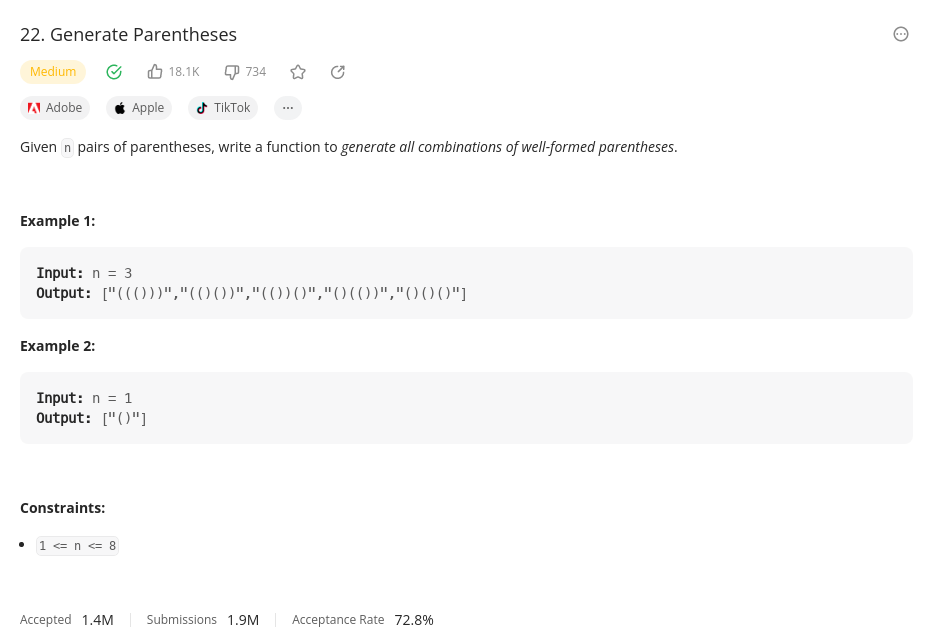 22. Generate Parentheses
Medium 18.1K 734
Adobe Apple TikTok ...
Given n pairs of parentheses, write a function to generate all combinations of well-formed parentheses.
Example 1:
Input: n = 3
Output: ["((()))","(()())","(())()","()(())","()()()"]
Example 2:
Input: n = 1
Output: ["()"]
Constraints:
• 1 <= n <= 8
Accepted 1.4M Submissions 1.9M Acceptance Rate 72.8%